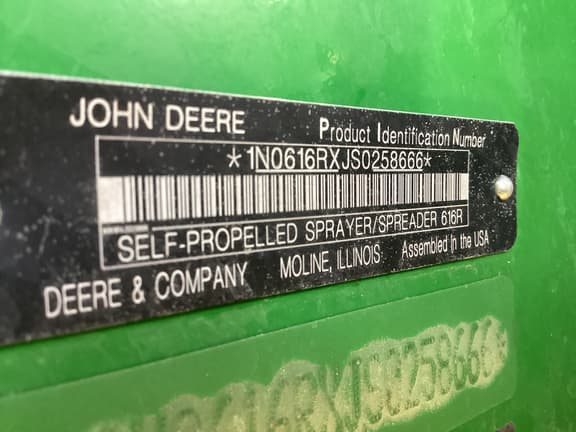 JOHN DEERE Product Identification Number
*1N0616RXJS0258666*
SELF-PROPELLED SPRAYER/SPREADER 616R
DEERE & COMPANY MOLINE, ILLINOIS Assembled in the USA
616RXJS0258666*